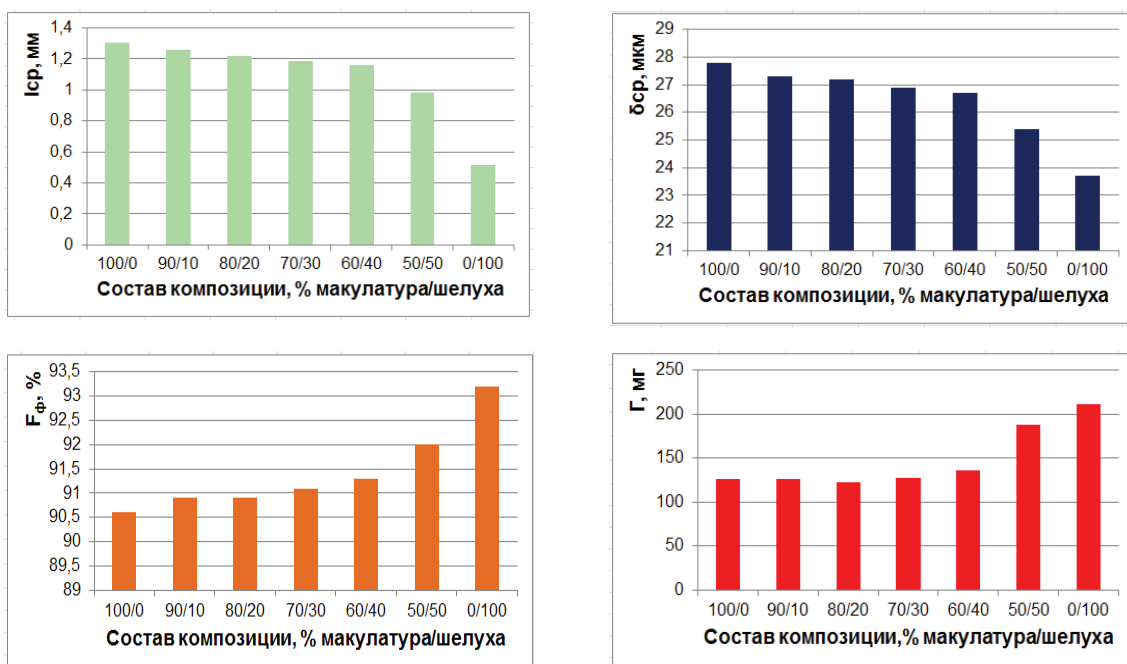 lср, мм
1,4
1,2
1
0,8
0,6
0,4
0,2
0
100/0 90/10 80/20 70/30 60/40 50/50 0/100
Состав композиции, % макулатура/шелуха
δср, мкм
28
27
26
25
24
23
22
21
100/0 90/10 80/20 70/30 60/40 50/50 0/100
Состав композиции, % макулатура/шелуха
Fф, %
93,5
93
92,5
92
91,5
91
90,5
90
89,5
89
100/0 90/10 80/20 70/30 60/40 50/50 0/100
Состав композиции, % макулатура/шелуха
Г, мг
250
200
150
100
50
0
100/0 90/10 80/20 70/30 60/40 50/50 0/100
Состав композиции,% макулатура/шелуха